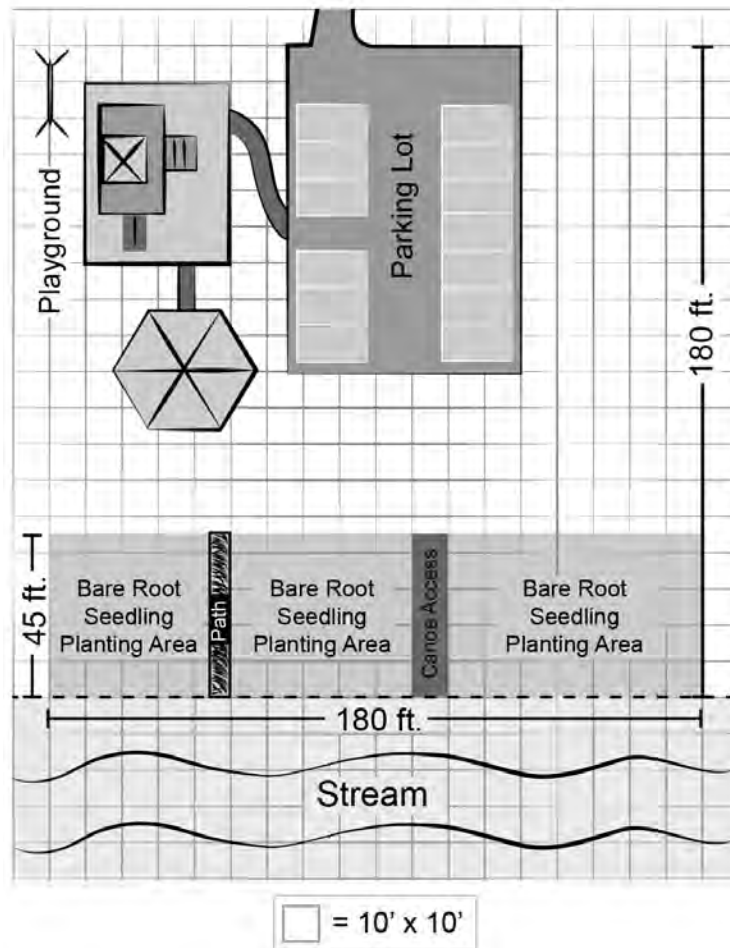 Playground
Parking Lot
180 ft.
45 ft.
Bare Root
Seedling
Planting Area
Path
Bare Root
Seedling
Planting Area
Canoe Access
Bare Root
Seedling
Planting Area
180 ft.
Stream
= 10' x 10'